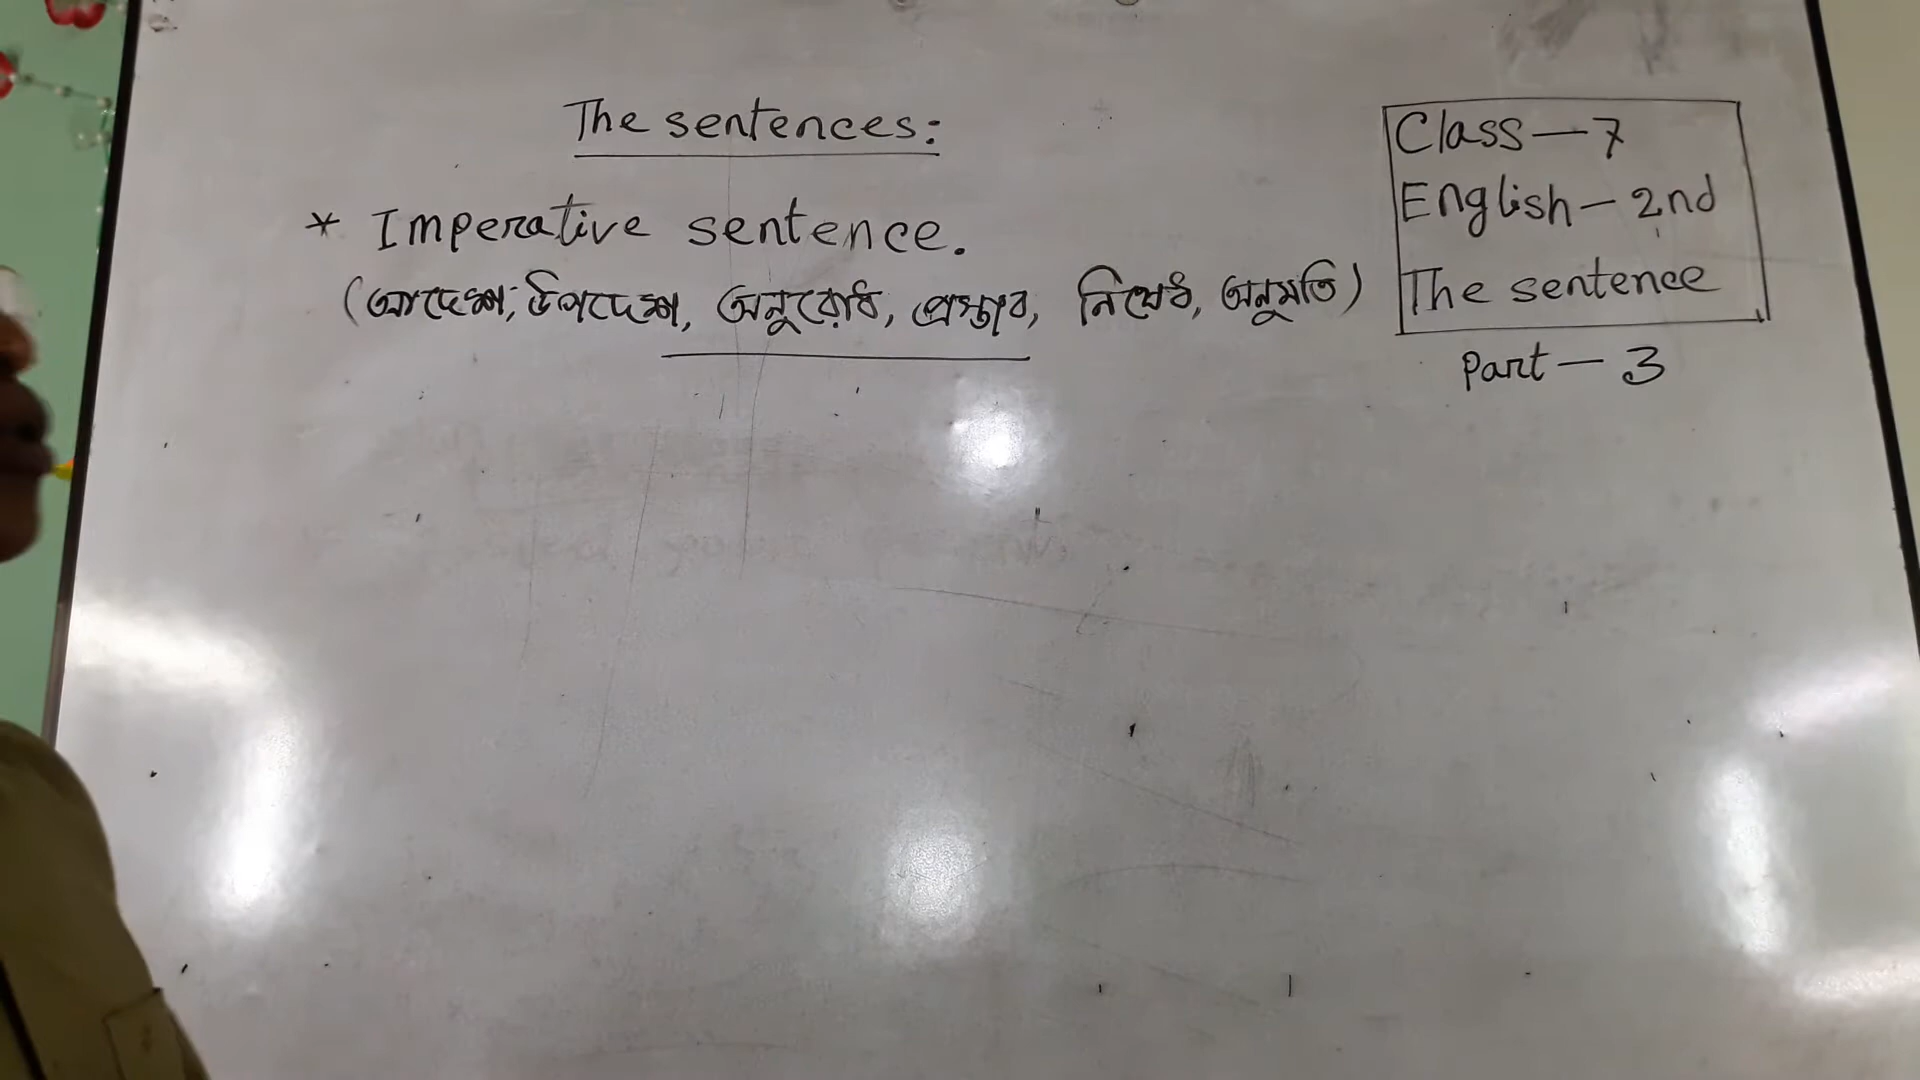 The sentences:
* Imperative sentence.
(আদেশ, উপদেশ, অনুরোধ, প্রস্তাব, নিষেধ, অনুমতি)
Class — 7
English — 2nd
The sentence
Part — 3